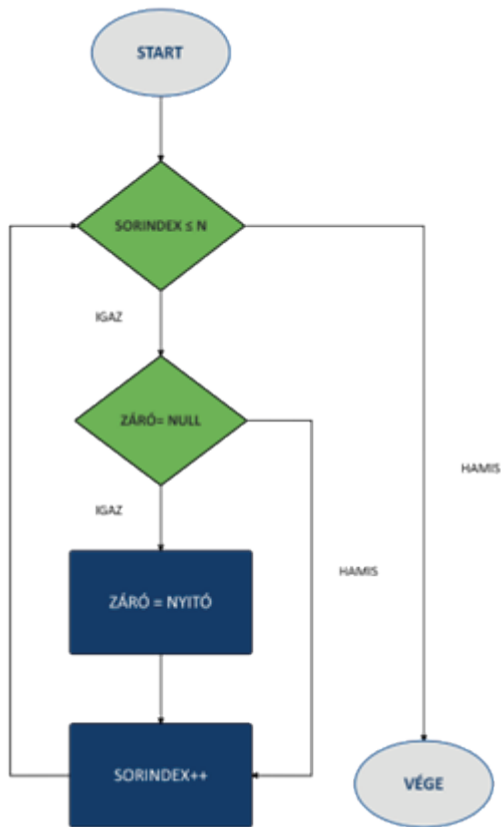 START
SORINDEX ≤ N
IGAZ
ZÁRÓ= NULL
HAMIS
IGAZ
HAMIS
ZÁRÓ = NYITÓ
SORINDEX++
VÉGE